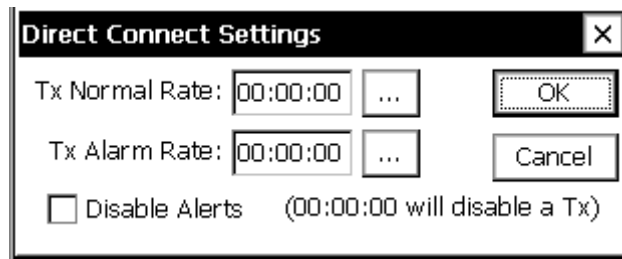 Direct Connect Settings
Tx Normal Rate: 00:00:00 ... OK
Tx Alarm Rate: 00:00:00 ... Cancel
Disable Alerts (00:00:00 will disable a Tx)